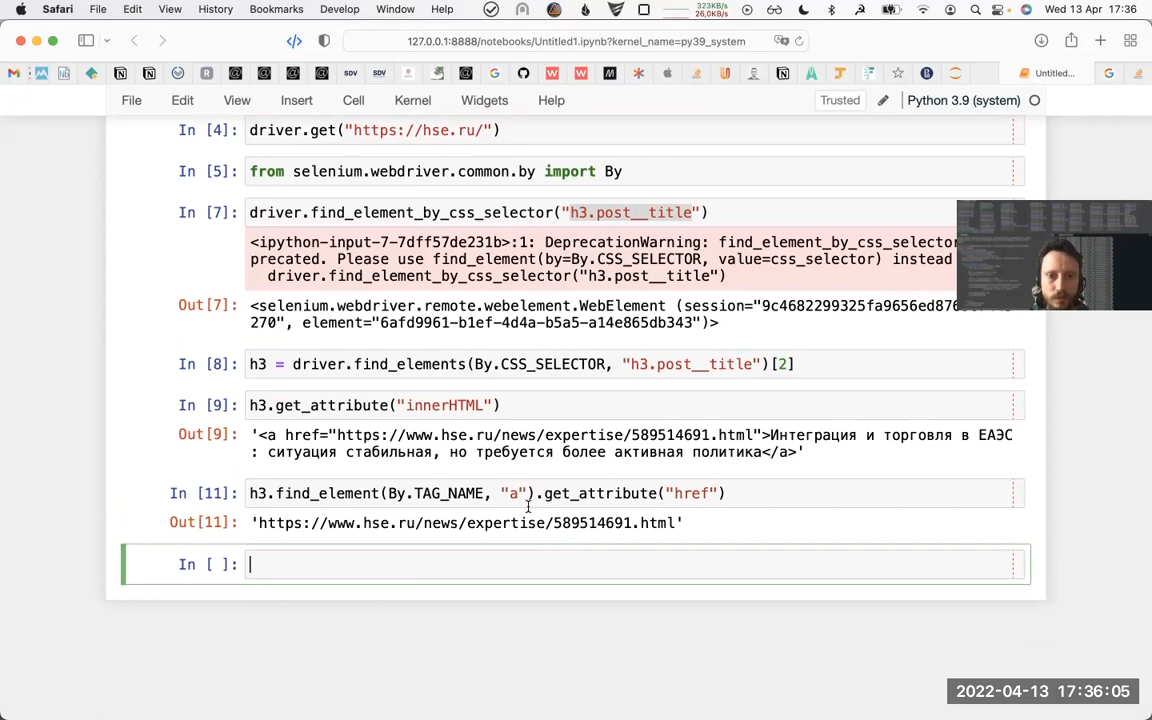 Safari File Edit View History Bookmarks Develop Window Help 323KB/s 26,0KB/s Wed 13 Apr 17:36
127.0.0.1:8888/notebooks/Untitled1.ipynb?kernel_name=py39_system
SDV SDV Untitled...
File Edit View Insert Cell Kernel Widgets Help Trusted Python 3.9 (system)
In [4]: driver.get("https://hse.ru/")
In [5]: from selenium.webdriver.common.by import By
In [7]: driver.find_element_by_css_selector("h3.post__title")
<ipython-input-7-7dff57de231b>:1: DeprecationWarning: find_element_by_css_selector
precated. Please use find_element(by=By.CSS_SELECTOR, value=css_selector) instead
driver.find_element_by_css_selector("h3.post__title")
Out[7]: <selenium.webdriver.remote.webelement.WebElement (session="9c4682299325fa9656ed876
270", element="6afd9961-b1ef-4d4a-b5a5-a14e865db343")>
In [8]: h3 = driver.find_elements(By.CSS_SELECTOR, "h3.post__title")[2]
In [9]: h3.get_attribute("innerHTML")
Out[9]: '<a href="https://www.hse.ru/news/expertise/589514691.html">Интеграция и торговля в ЕАЭС
: ситуация стабильная, но требуется более активная политика</a>'
In [11]: h3.find_element(By.TAG_NAME, "a").get_attribute("href")
Out[11]: 'https://www.hse.ru/news/expertise/589514691.html'
In [ ]:
2022-04-13 17:36:05